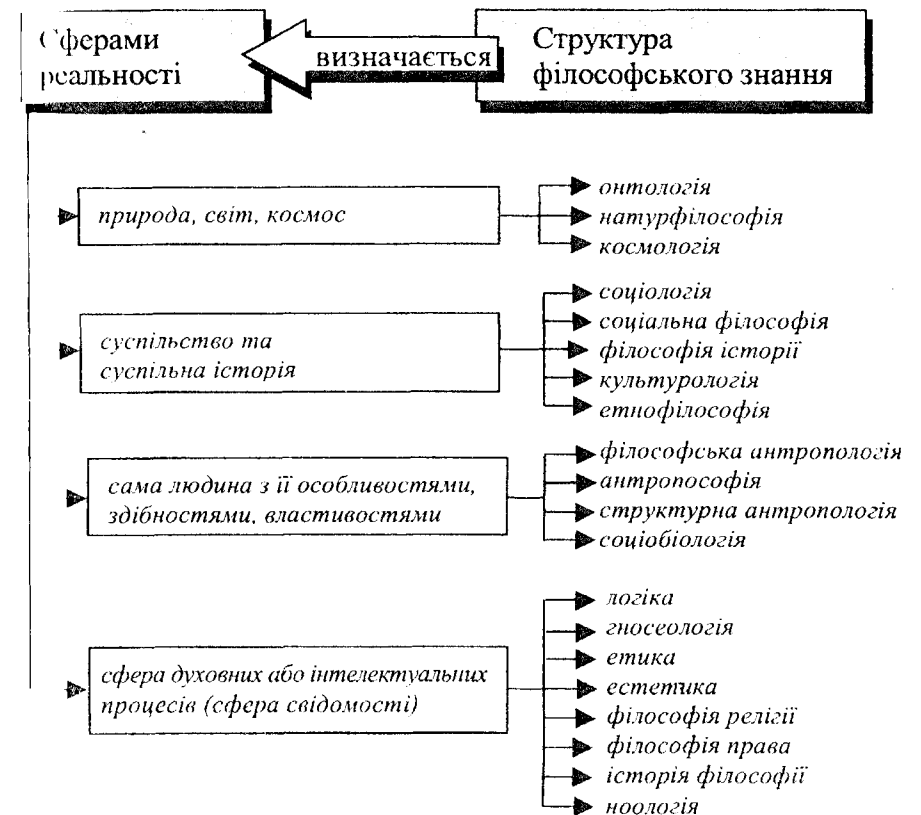 Сферами
реальності
визначається
Структура
філософського знання
природа, світ, космос
онтологія
натурфілософія
космологія
суспільство та
суспільна історія
соціологія
соціальна філософія
філософія історії
культурологія
етнофілософія
сама людина з її особливостями,
здібностями, властивостями
філософська антропологія
антропософія
структурна антропологія
соціобіологія
сфера духовних або інтелектуальних
процесів (сфера свідомості)
логіка
гносеологія
етика
естетика
філософія релігії
філософія права
історія філософії
ноологія